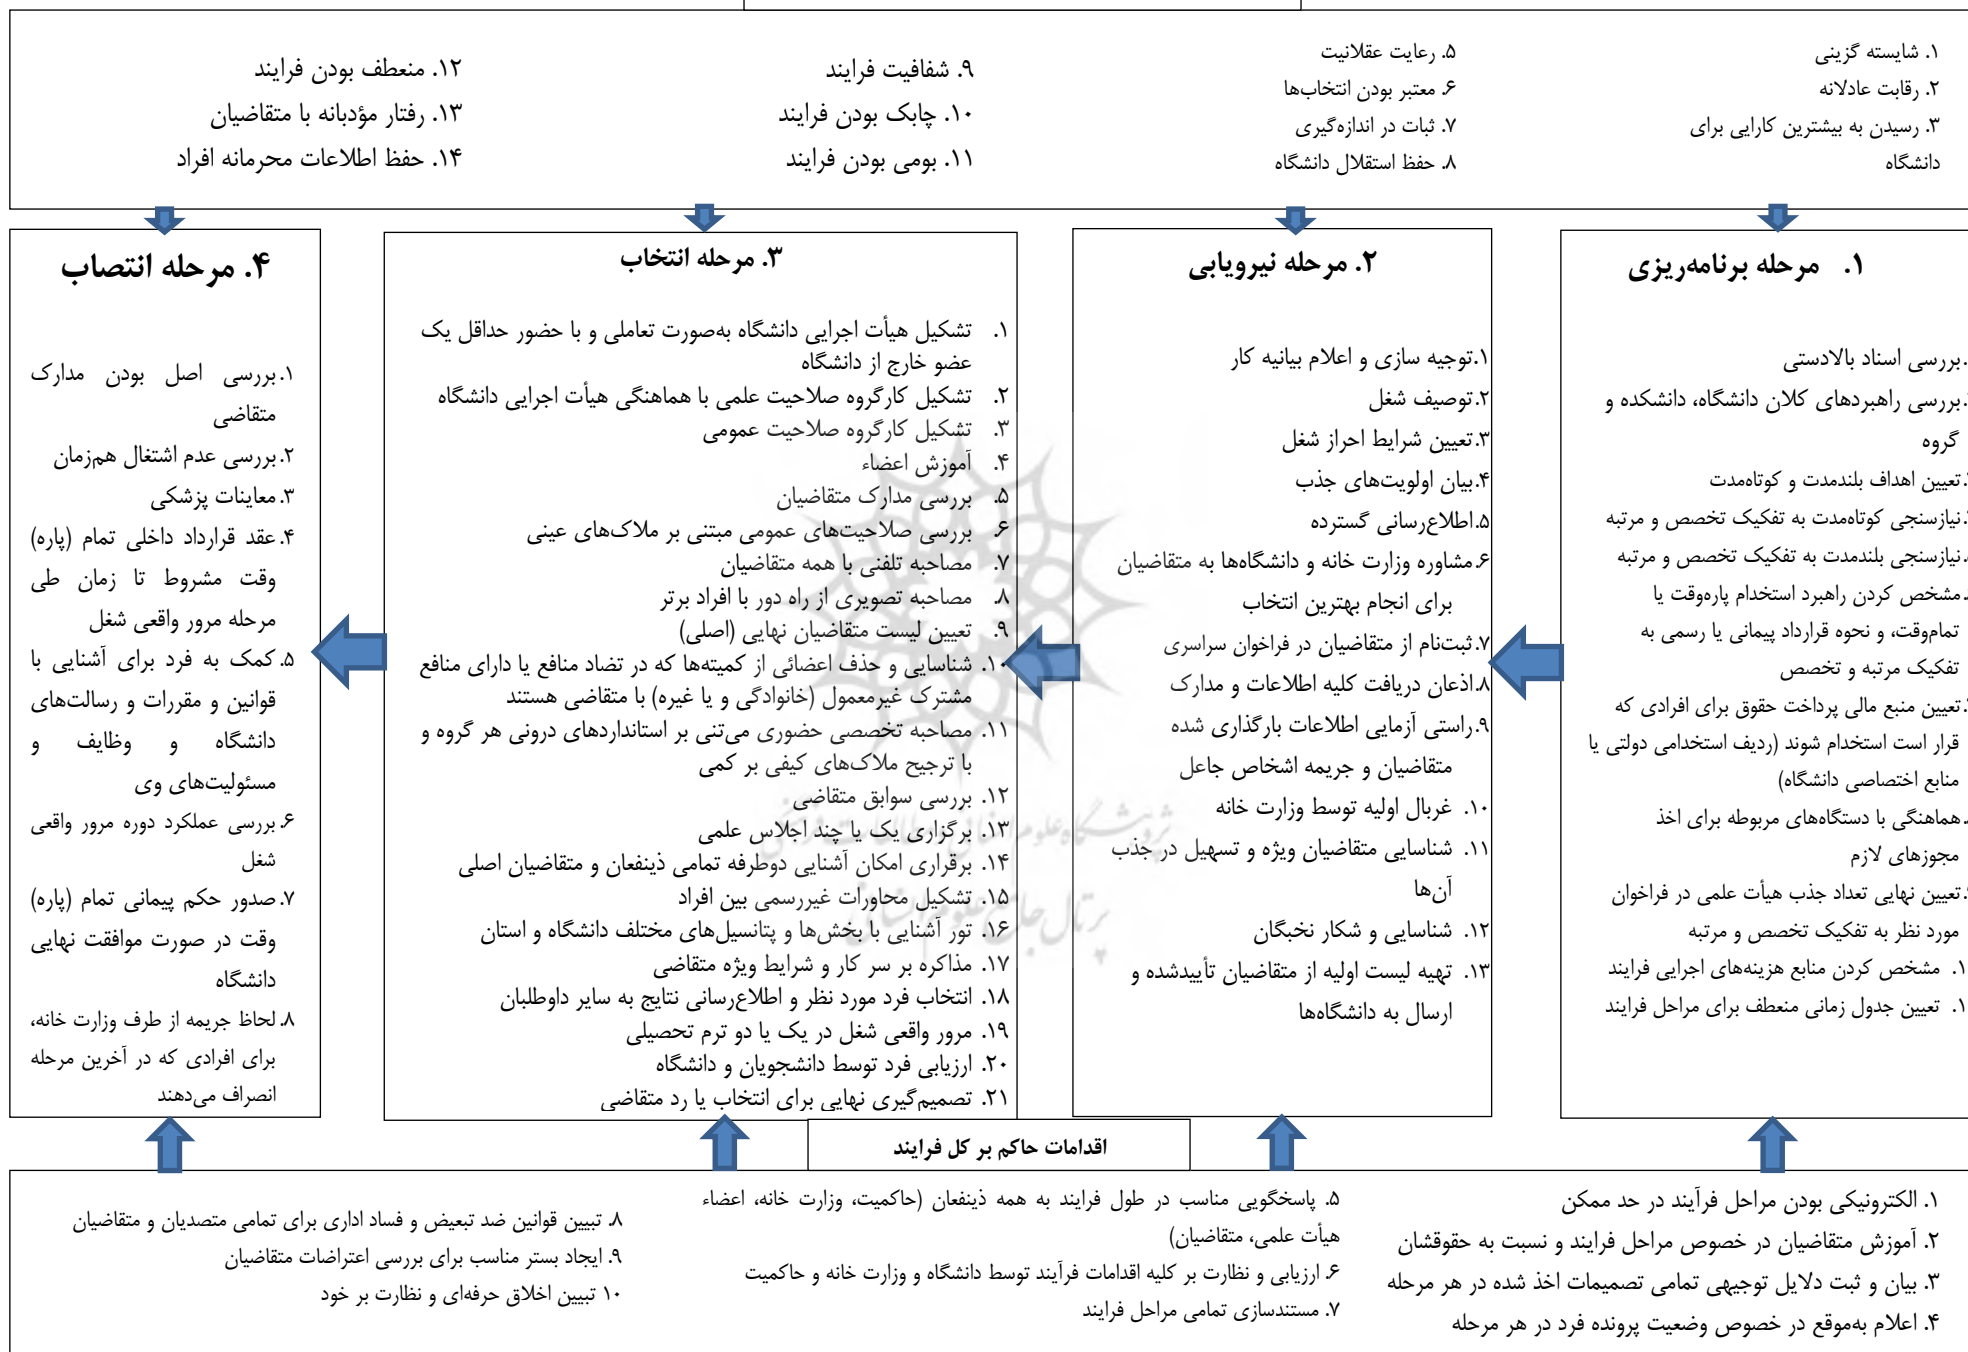 ۱. شایسته گزینی
۲. رقابت عادلانه
۳. رسیدن به بیشترین کارایی برای
دانشگاه
۵. رعایت عقلانیت
۶. معتبر بودن انتخاب‌ها
۷. ثبات در اندازه‌گیری
۸. حفظ استقلال دانشگاه
۹. شفافیت فرایند
۱۰. چابک بودن فرایند
۱۱. بومی بودن فرایند
۱۲. منعطف بودن فرایند
۱۳. رفتار مؤدبانه با متقاضیان
۱۴. حفظ اطلاعات محرمانه افراد
۱. مرحله برنامه‌ریزی
.بررسی اسناد بالادستی
.بررسی راهبردهای کلان دانشگاه، دانشکده و
گروه
.تعیین اهداف بلندمدت و کوتاه‌مدت
.نیازسنجی کوتاه‌مدت به تفکیک تخصص و مرتبه
.نیازسنجی بلندمدت به تفکیک تخصص و مرتبه
.مشخص کردن راهبرد استخدام پاره‌وقت یا
تمام‌وقت، و نحوه قرارداد پیمانی یا رسمی به
تفکیک مرتبه و تخصص
.تعیین منبع مالی پرداخت حقوق برای افرادی که
قرار است استخدام شوند (ردیف استخدامی دولتی یا
منابع اختصاصی دانشگاه)
.هماهنگی با دستگاه‌های مربوطه برای اخذ
مجوزهای لازم
.تعیین نهایی تعداد جذب هیأت علمی در فراخوان
مورد نظر به تفکیک تخصص و مرتبه
۱. مشخص کردن منابع هزینه‌های اجرایی فرایند
۱. تعیین جدول زمانی منعطف برای مراحل فرایند
۲. مرحله نیرویابی
۱.توجیه سازی و اعلام بیانیه کار
۲.توصیف شغل
۳.تعیین شرایط احراز شغل
۴.بیان اولویت‌های جذب
۵.اطلاع‌رسانی گسترده
۶.مشاوره وزارت خانه و دانشگاه‌ها به متقاضیان
برای انجام بهترین انتخاب
۷.ثبت‌نام از متقاضیان در فراخوان سراسری
۸.اذعان دریافت کلیه اطلاعات و مدارک
۹.راستی آزمایی اطلاعات بارگذاری شده
متقاضیان و جریمه اشخاص جاعل
۱۰. غربال اولیه توسط وزارت خانه
۱۱. شناسایی متقاضیان ویژه و تسهیل در جذب
آن‌ها
۱۲. شناسایی و شکار نخبگان
۱۳. تهیه لیست اولیه از متقاضیان تأییدشده و
ارسال به دانشگاه‌ها
۳. مرحله انتخاب
۱. تشکیل هیأت اجرایی دانشگاه به‌صورت تعاملی و با حضور حداقل یک
عضو خارج از دانشگاه
۲. تشکیل کارگروه صلاحیت علمی با هماهنگی هیأت اجرایی دانشگاه
۳. تشکیل کارگروه صلاحیت عمومی
۴. آموزش اعضاء
۵. بررسی مدارک متقاضیان
۶. بررسی صلاحیت‌های عمومی مبتنی بر ملاک‌های عینی
۷. مصاحبه تلفنی با همه متقاضیان
۸. مصاحبه تصویری از راه دور با افراد برتر
۹. تعیین لیست متقاضیان نهایی (اصلی)
۱۰. شناسایی و حذف اعضائی از کمیته‌ها که در تضاد منافع یا دارای منافع
مشترک غیرمعمول (خانوادگی و یا غیره) با متقاضی هستند
۱۱. مصاحبه تخصصی حضوری می‌تنی بر استانداردهای درونی هر گروه و
با ترجیح ملاک‌های کیفی بر کمی
۱۲. بررسی سوابق متقاضی
۱۳. برگزاری یک یا چند اجلاس علمی
۱۴. برقراری امکان آشنایی دوطرفه تمامی ذینفعان و متقاضیان اصلی
۱۵. تشکیل محاورات غیررسمی بین افراد
۱۶. تور آشنایی با بخش‌ها و پتانسیل‌های مختلف دانشگاه و استان
۱۷. مذاکره بر سر کار و شرایط ویژه متقاضی
۱۸. انتخاب فرد مورد نظر و اطلاع‌رسانی نتایج به سایر داوطلبان
۱۹. مرور واقعی شغل در یک یا دو ترم تحصیلی
۲۰. ارزیابی فرد توسط دانشجویان و دانشگاه
۲۱. تصمیم‌گیری نهایی برای انتخاب یا رد متقاضی
پژوهشگاه علوم انسانی و مطالعات فرهنگی
پرتال جامع علوم انسانی
۴. مرحله انتصاب
۱.بررسی اصل بودن مدارک
متقاضی
۲.بررسی عدم اشتغال هم‌زمان
۳.معاینات پزشکی
۴.عقد قرارداد داخلی تمام (پاره)
وقت مشروط تا زمان طی
مرحله مرور واقعی شغل
۵.کمک به فرد برای آشنایی با
قوانین و مقررات و رسالت‌های
دانشگاه و وظایف و
مسئولیت‌های وی
۶.بررسی عملکرد دوره مرور واقعی
شغل
۷.صدور حکم پیمانی تمام (پاره)
وقت در صورت موافقت نهایی
دانشگاه
۸.لحاظ جریمه از طرف وزارت خانه،
برای افرادی که در آخرین مرحله
انصراف می‌دهند
اقدامات حاکم بر کل فرایند
۱. الکترونیکی بودن مراحل فرآیند در حد ممکن
۲. آموزش متقاضیان در خصوص مراحل فرایند و نسبت به حقوقشان
۳. بیان و ثبت دلایل توجیهی تمامی تصمیمات اخذ شده در هر مرحله
۴. اعلام به‌موقع در خصوص وضعیت پرونده فرد در هر مرحله
۵. پاسخگویی مناسب در طول فرایند به همه ذینفعان (حاکمیت، وزارت خانه، اعضاء
هیأت علمی، متقاضیان)
۶. ارزیابی و نظارت بر کلیه اقدامات فرآیند توسط دانشگاه و وزارت خانه و حاکمیت
۷. مستندسازی تمامی مراحل فرایند
۸. تبیین قوانین ضد تبعیض و فساد اداری برای تمامی متصدیان و متقاضیان
۹. ایجاد بستر مناسب برای بررسی اعتراضات متقاضیان
۱۰. تبیین اخلاق حرفه‌ای و نظارت بر خود